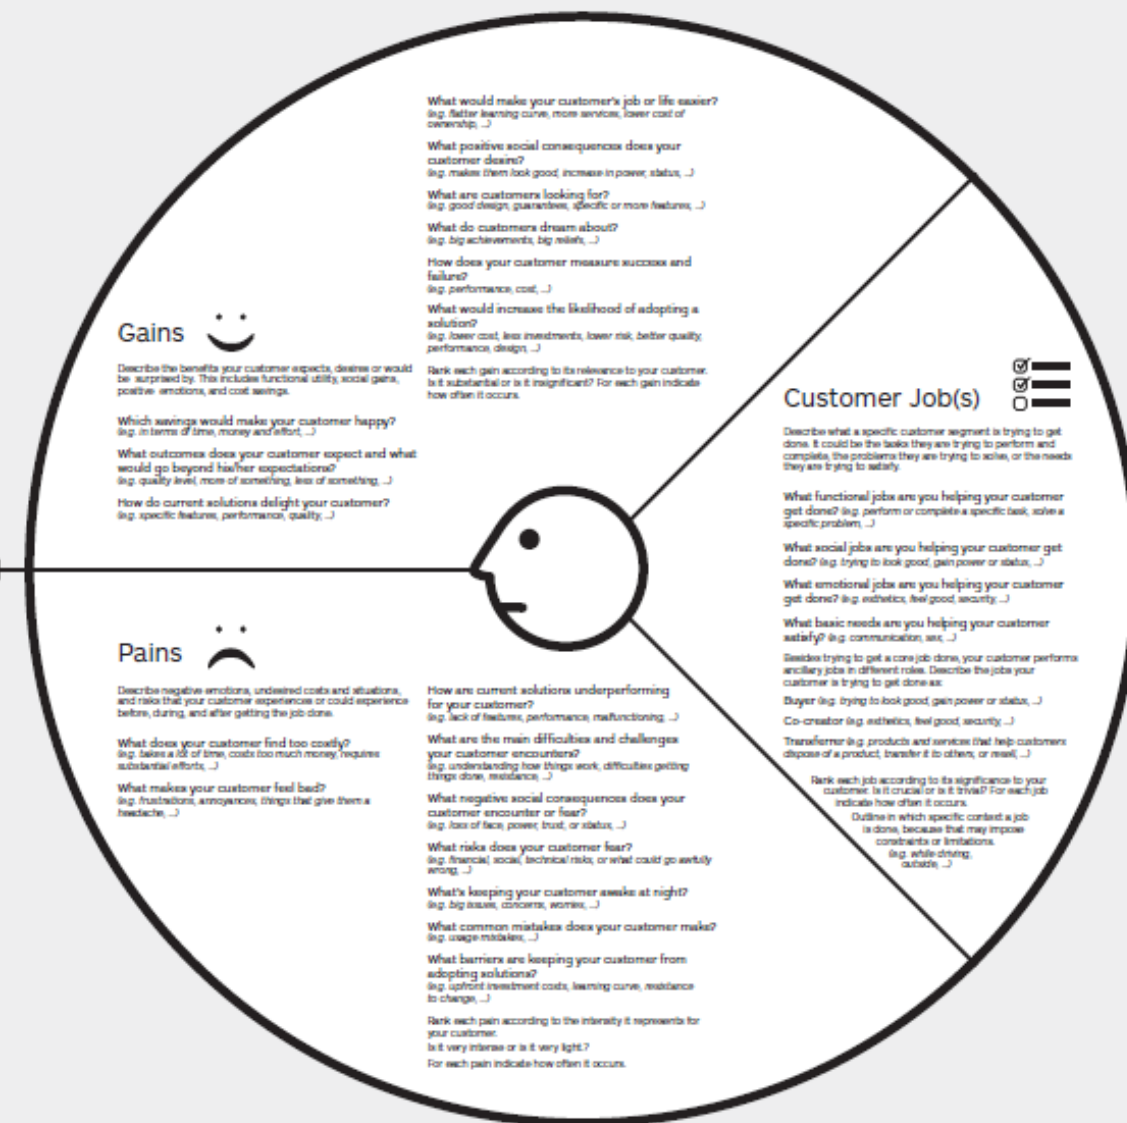 Gains
Describe the benefits your customer expects, desires or would
be surprised by. This includes functional utility, social gains,
positive emotions, and cost savings.
Which savings would make your customer happy?
(e.g. in terms of time, money and effort, ...)
What outcomes does your customer expect and what
would go beyond his/her expectations?
(e.g. quality level, more of something, less of something, ...)
How do current solutions delight your customer?
(e.g. specific features, performance, quality, ...)
What would make your customer's job or life easier?
(e.g. flatter learning curve, more services, lower cost of
ownership, ...)
What positive social consequences does your
customer desire?
(e.g. makes them look good, increase in power, status, ...)
What are customers looking for?
(e.g. good design, guarantees, specific or more features, ...)
What do customers dream about?
(e.g. big achievements, big reliefs, ...)
How does your customer measure success and
failure?
(e.g. performance, cost, ...)
What would increase the likelihood of adopting a
solution?
(e.g. lower cost, less investments, lower risk, better quality,
performance, design, ...)
Rank each gain according to its relevance to your customer.
Is it substantial or is it insignificant? For each gain indicate
how often it occurs.
Customer Job(s)
Describe what a specific customer segment is trying to get
done. It could be the tasks they are trying to perform and
complete, the problems they are trying to solve, or the needs
they are trying to satisfy.
What functional jobs are you helping your customer
get done? (e.g. perform or complete a specific task, solve a
specific problem, ...)
What social jobs are you helping your customer get
done? (e.g. trying to look good, gain power or status, ...)
What emotional jobs are you helping your customer
get done? (e.g. esthetics, feel good, security, ...)
What basic needs are you helping your customer
satisfy? (e.g. communication, sex, ...)
Besides trying to get a core job done, your customer performs
ancillary jobs in different roles. Describe the jobs your
customer is trying to get done as:
Buyer (e.g. trying to look good, gain power or status, ...)
Co-creator (e.g. esthetics, feel good, security, ...)
Transferrer (e.g. products and services that help customers
dispose of a product, transfer it to others, or resell, ...)
Rank each job according to its significance to your
customer. Is it crucial or is it trivial? For each job
indicate how often it occurs.
Outline in which specific context a job
is done, because that may impose
constraints or limitations.
(e.g. while driving,
outside, ...)
Pains
Describe negative emotions, undesired costs and situations,
and risks that your customer experiences or could experience
before, during, and after getting the job done.
What does your customer find too costly?
(e.g. takes a lot of time, costs too much money, requires
substantial efforts, ...)
What makes your customer feel bad?
(e.g. frustrations, annoyances, things that give them a
headache, ...)
How are current solutions underperforming
for your customer?
(e.g. lack of features, performance, malfunctioning, ...)
What are the main difficulties and challenges
your customer encounters?
(e.g. understanding how things work, difficulties getting
things done, resistance, ...)
What negative social consequences does your
customer encounter or fear?
(e.g. loss of face, power, trust, or status, ...)
What risks does your customer fear?
(e.g. financial, social, technical risks, or what could go awfully
wrong, ...)
What's keeping your customer awake at night?
(e.g. big issues, concerns, worries, ...)
What common mistakes does your customer make?
(e.g. usage mistakes, ...)
What barriers are keeping your customer from
adopting solutions?
(e.g. upfront investment costs, learning curve, resistance
to change, ...)
Rank each pain according to the intensity it represents for
your customer.
Is it very intense or is it very light.?
For each pain indicate how often it occurs.